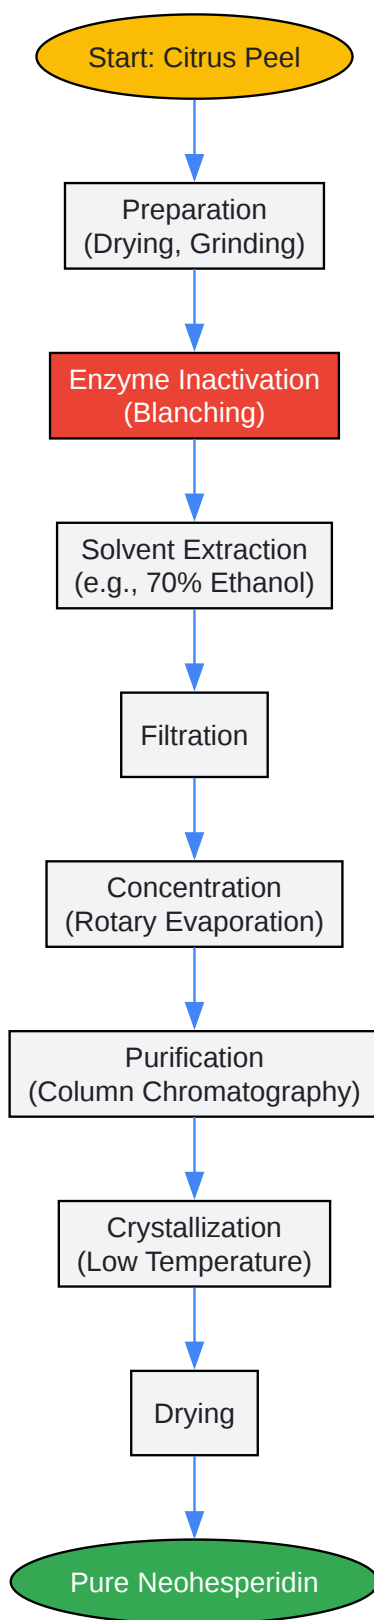 Start: Citrus Peel
Preparation
(Drying, Grinding)
Enzyme Inactivation
(Blanching)
Solvent Extraction
(e.g., 70% Ethanol)
Filtration
Concentration
(Rotary Evaporation)
Purification
(Column Chromatography)
Crystallization
(Low Temperature)
Drying
Pure Neohesperidin